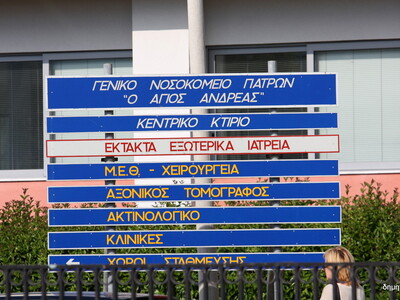 ΓΕΝΙΚΟ ΝΟΣΟΚΟΜΕΙΟ ΠΑΤΡΩΝ
"Ο ΑΓΙΟΣ ΑΝΔΡΕΑΣ"
ΚΕΝΤΡΙΚΟ ΚΤΙΡΙΟ
ΕΚΤΑΚΤΑ ΕΞΩΤΕΡΙΚΑ ΙΑΤΡΕΙΑ
Μ.Ε.Θ. - ΧΕΙΡΟΥΡΓΕΙΑ
ΑΞΟΝΙΚΟΣ ΤΟΜΟΓΡΑΦΟΣ
ΑΚΤΙΝΟΛΟΓΙΚΟ
ΚΛΙΝΙΚΕΣ
ΧΩΡΟΙ ΣΤΑΘΜΕΥΣΗΣ